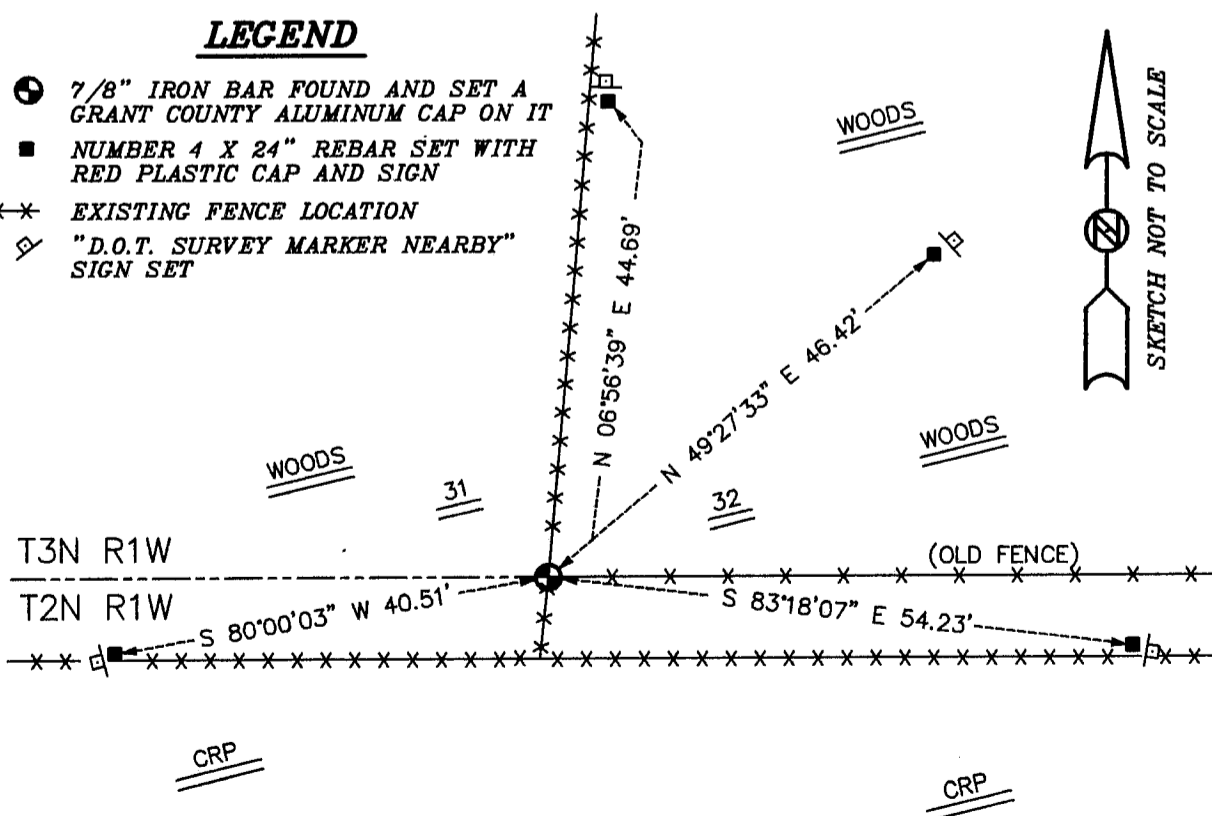 LEGEND
7/8" IRON BAR FOUND AND SET A
GRANT COUNTY ALUMINUM CAP ON IT
NUMBER 4 X 24" REBAR SET WITH
RED PLASTIC CAP AND SIGN
EXISTING FENCE LOCATION
"D.O.T. SURVEY MARKER NEARBY"
SIGN SET
WOODS
N
SKETCH NOT TO SCALE
N 06°56'39" E 44.69'
N 49°27'33" E 46.42'
WOODS
WOODS
31
32
T3N R1W
(OLD FENCE)
T2N R1W
S 80°00'03" W 40.51'
S 83°18'07" E 54.23'
CRP
CRP